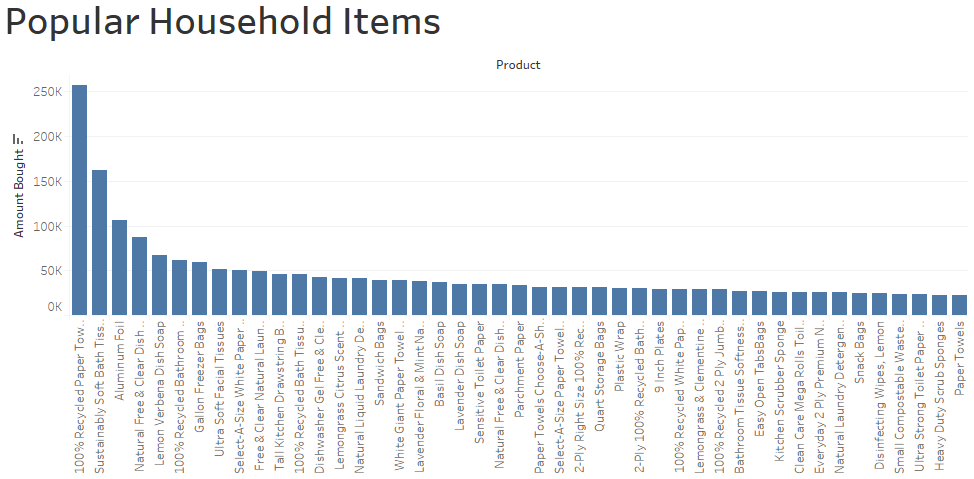 Popular Household Items
Product
Amount Bought
250K
200K
150K
100K
50K
0K
100% Recycled Paper Tow..
Sustainably Soft Bath Tiss..
Aluminum Foil
Natural Free & Clear Dish ..
Lemon Verbena Dish Soap
100% Recycled Bathroom ..
Gallon Freezer Bags
Ultra Soft Facial Tissues
Select-A-Size White Paper ..
Free & Clear Natural Laun..
Tall Kitchen Drawstring B..
100% Recycled Bath Tissu..
Dishwasher Gel Free & Cle..
Lemongrass Citrus Scent ..
Natural Liquid Laundry De..
Sandwich Bags
White Giant Paper Towel ..
Lavender Floral & Mint Na..
Basil Dish Soap
Lavender Dish Soap
Sensitive Toilet Paper
Natural Free & Clear Dish..
Parchment Paper
Paper Towels Choose-A-Sh..
Select-A-Size Paper Towel..
2-Ply Right Size 100% Rec..
Quart Storage Bags
Plastic Wrap
2-Ply 100% Recycled Bath..
9 Inch Plates
100% Recycled White Pap..
Lemongrass & Clementine ..
100% Recycled 2 Ply Jumb..
Bathroom Tissue Softness..
Easy Open TabsBags
Kitchen Scrubber Sponge
Clean Care Mega Rolls Toil..
Everyday 2 Ply Premium N..
Natural Laundry Detergen..
Snack Bags
Disinfecting Wipes, Lemon
Small Compostable Waste..
Ultra Strong Toilet Paper ..
Heavy Duty Scrub Sponges
Paper Towels